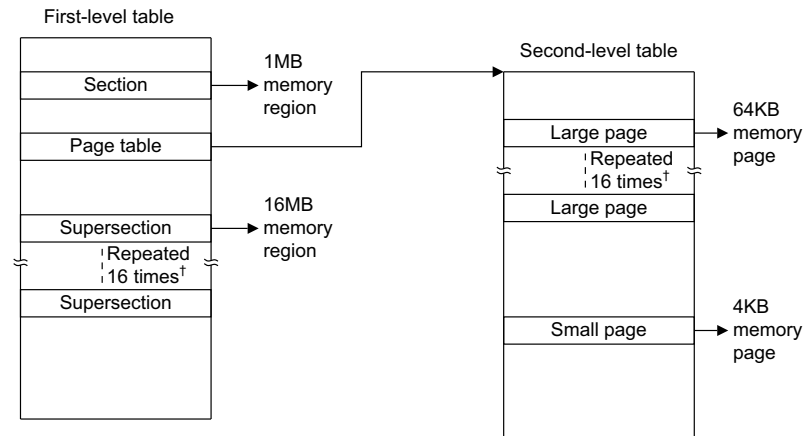 First-level table
Section
1MB
memory
region
Page table
Supersection
16MB
memory
region
Repeated
16 times†
Supersection
Second-level table
Large page
64KB
memory
page
Repeated
16 times†
Large page
Small page
4KB
memory
page